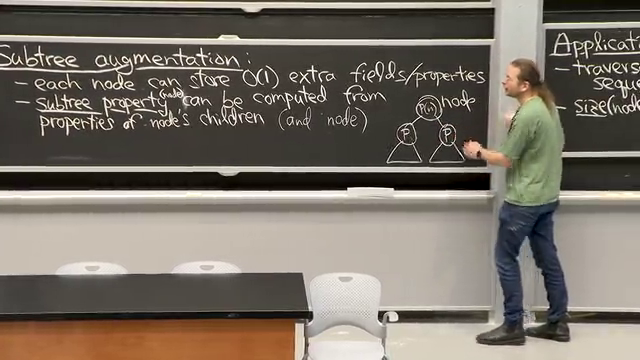 Subtree augmentation:
- each node can store O(1) extra fields/properties
- subtree property(node) can be computed from
properties of node's children (and node)
P(n) node
P P
Applicati
- travers
seque
- size(node